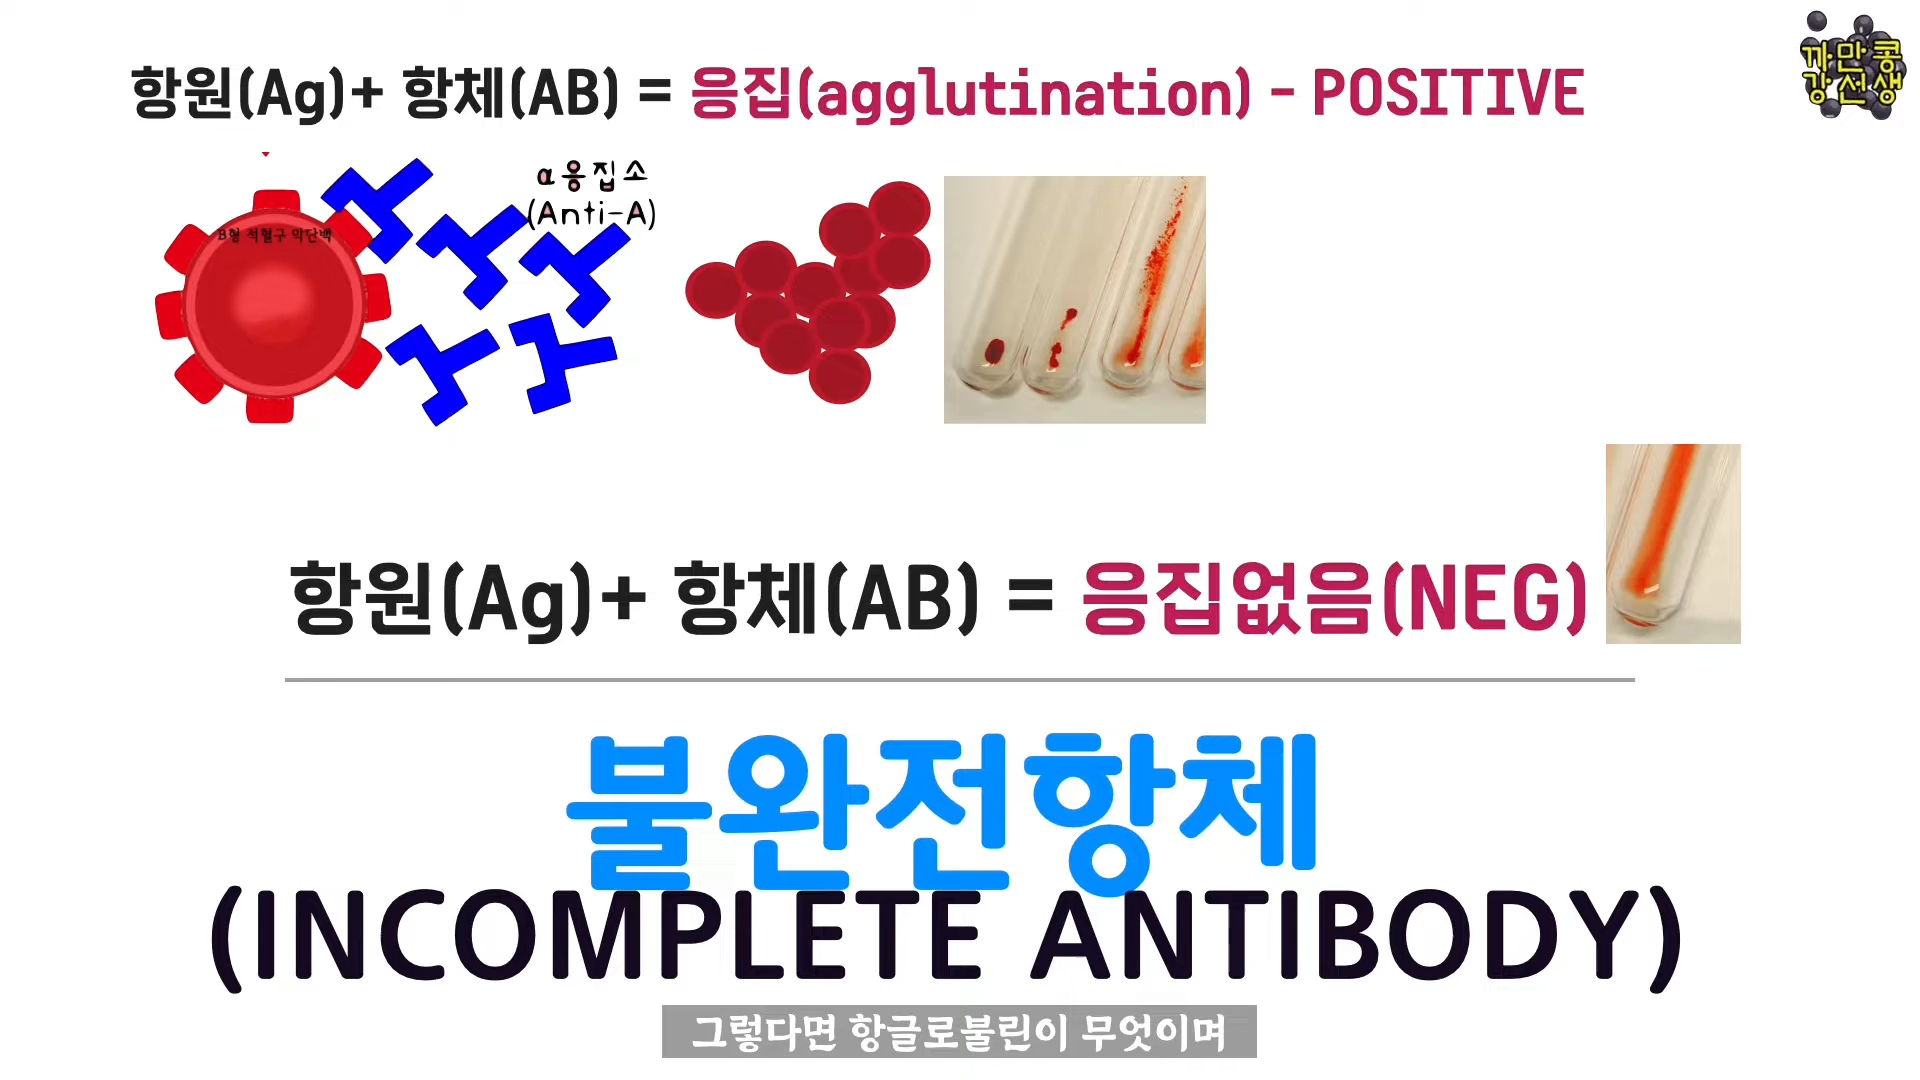 까만콩
강선생
항원(Ag)+ 항체(AB) = 응집(agglutination) - POSITIVE
α응집소
(Anti-A)
B형 적혈구 막단백
항원(Ag)+ 항체(AB) = 응집없음(NEG)
불완전항체
(INCOMPLETE ANTIBODY)
그렇다면 항글로불린이 무엇이며